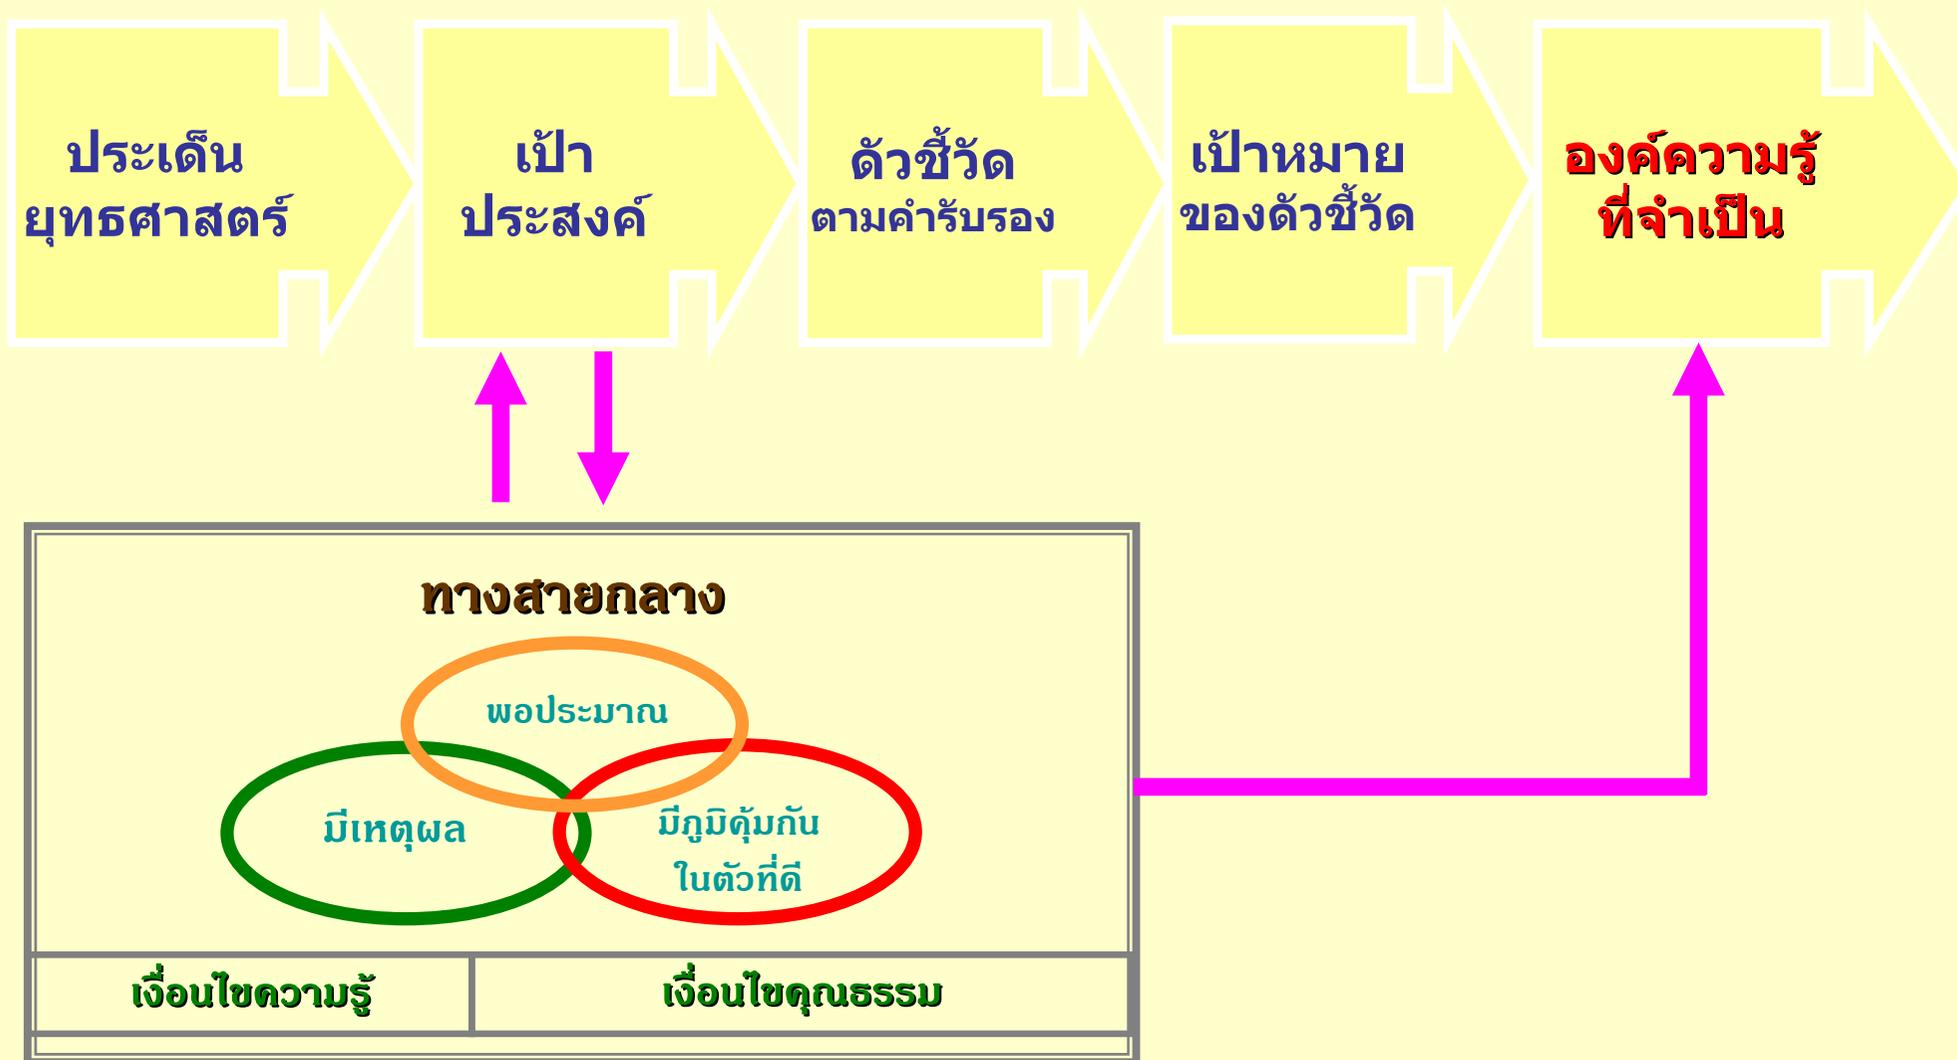 ประเด็น
ยุทธศาสตร์
เป้า
ประสงค์
ตัวชี้วัด
ตามคำรับรอง
เป้าหมาย
ของตัวชี้วัด
องค์ความรู้
ที่จำเป็น
ทางสายกลาง
พอประมาณ
มีเหตุผล
มีภูมิคุ้มกัน
ในตัวที่ดี
เงื่อนไขความรู้
เงื่อนไขคุณธรรม